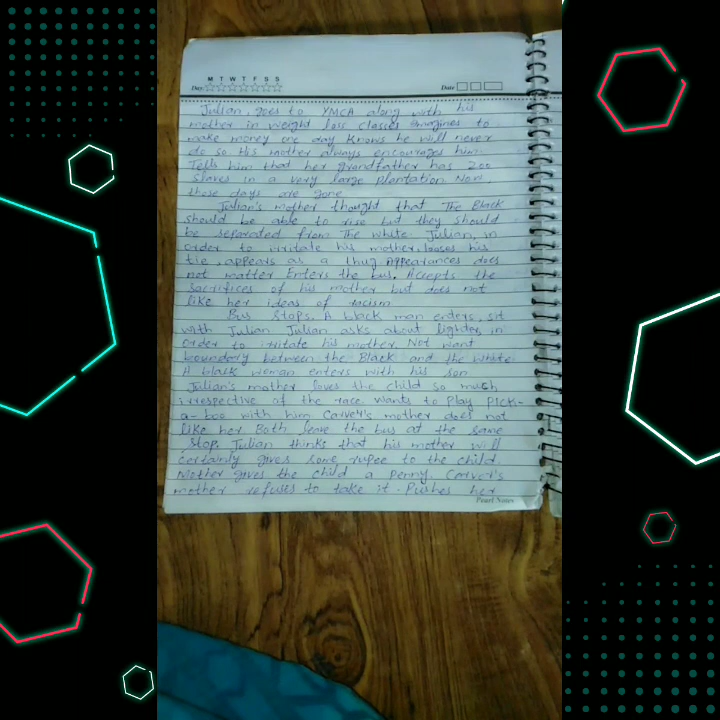 M T W T F S S
Day Date
Julian, goes to YMCA along with his
mother in weight loss classes Imagines to
make money one day knows he will never
do so His mother always encourages him.
Tells him that her grandfather has 200
slaves in a very large plantation Now,
those days are gone
Julian's mother thought that The Black
should be able to rise but they should
be separated from The white. Julian, in
order to irritate his mother, looses his
tie, appears as a thug Appearances does
not matter Enters the bus. Accepts the
sacrifices of his mother but does not
like her ideas of racism
Bus Stops. A black man enters, sit
with Julian Julian asks about lighter, in
order to irritate his mother. Not want
boundary between the Black and the white.
A black woman enters with his son
Julian's mother loves the child so much
irrespective of the race. wants to play Pick-
a-boo with him Carver's mother does not
like her Both leave the bus at the same
stop. Julian thinks that his mother will
certainly gives some rupee to the child
Mother gives the child a Penny Carver's
mother refuses to take it. Pushes her
Pearl Notes